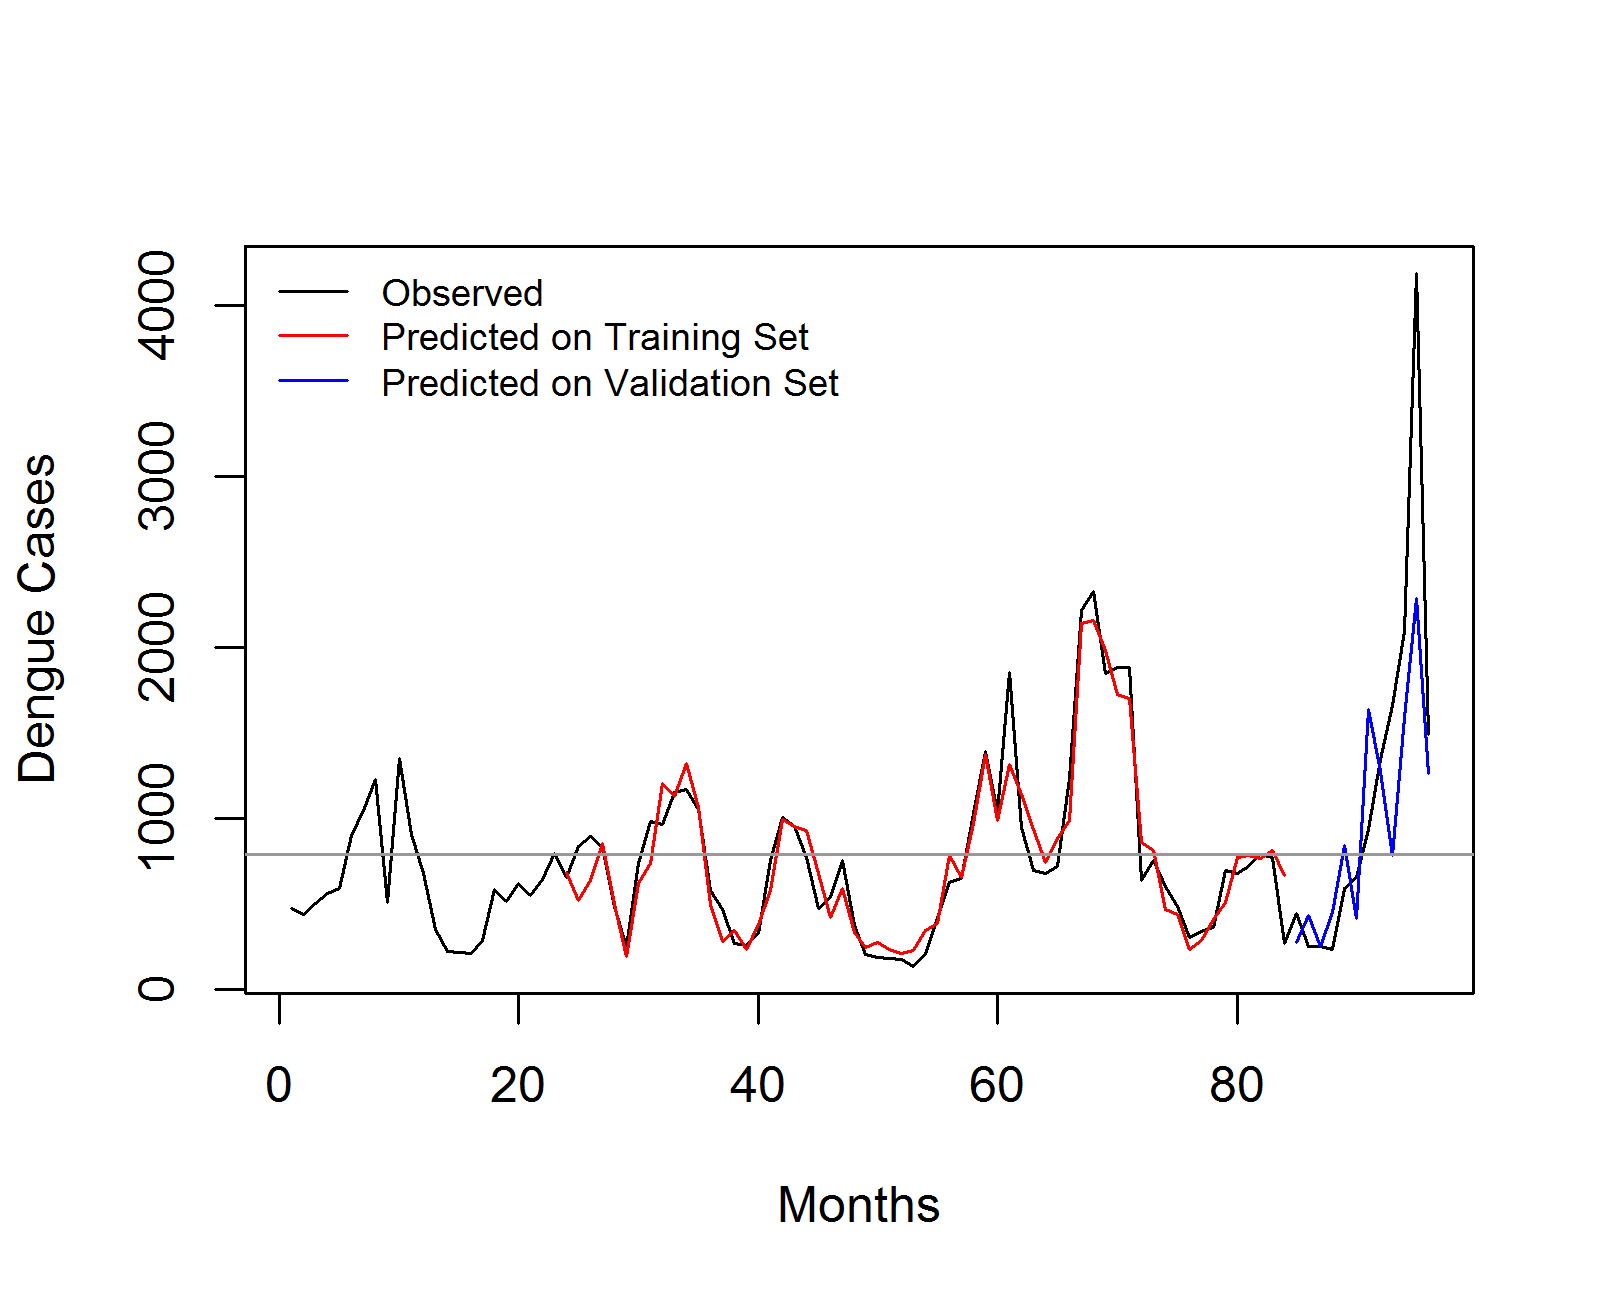 Observed
Predicted on Training Set
Predicted on Validation Set
Dengue Cases
4000
3000
2000
1000
0
0 20 40 60 80
Months